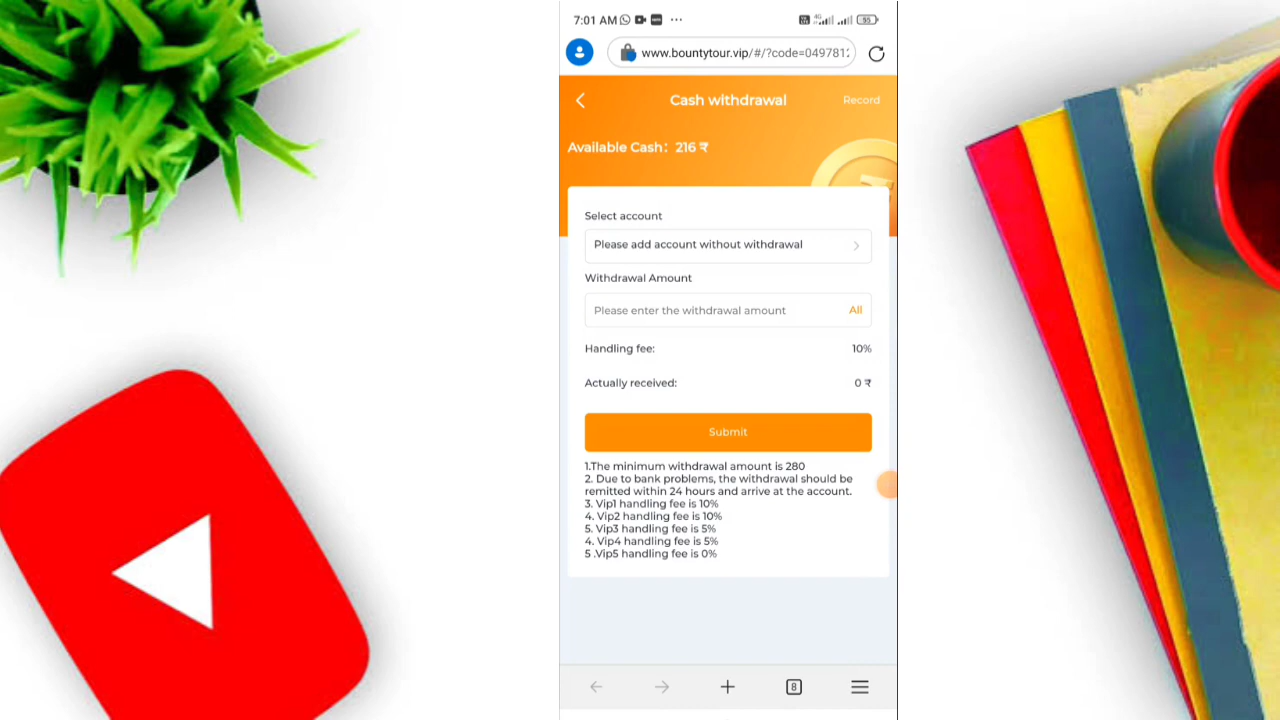 7:01 AM
4G
55
www.bountytour.vip/#/?code=049781
Cash withdrawal
Record
Available Cash: 216 ₹
Select account
Please add account without withdrawal
Withdrawal Amount
Please enter the withdrawal amount
All
Handling fee:
10%
Actually received:
0 ₹
Submit
1.The minimum withdrawal amount is 280
2. Due to bank problems, the withdrawal should be
remitted within 24 hours and arrive at the account.
3. Vip1 handling fee is 10%
4. Vip2 handling fee is 10%
5. Vip3 handling fee is 5%
4. Vip4 handling fee is 5%
5 .Vip5 handling fee is 0%
8